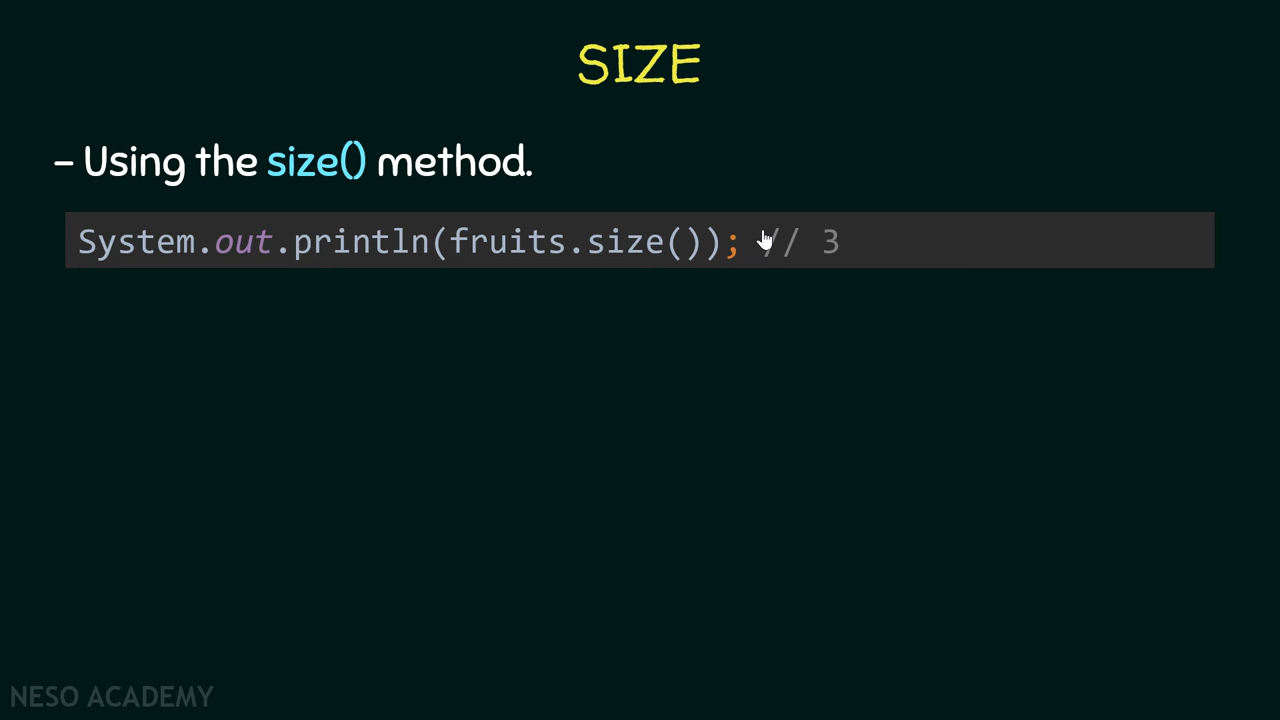 SIZE
– Using the size() method.
System.out.println(fruits.size()); // 3
NESO ACADEMY